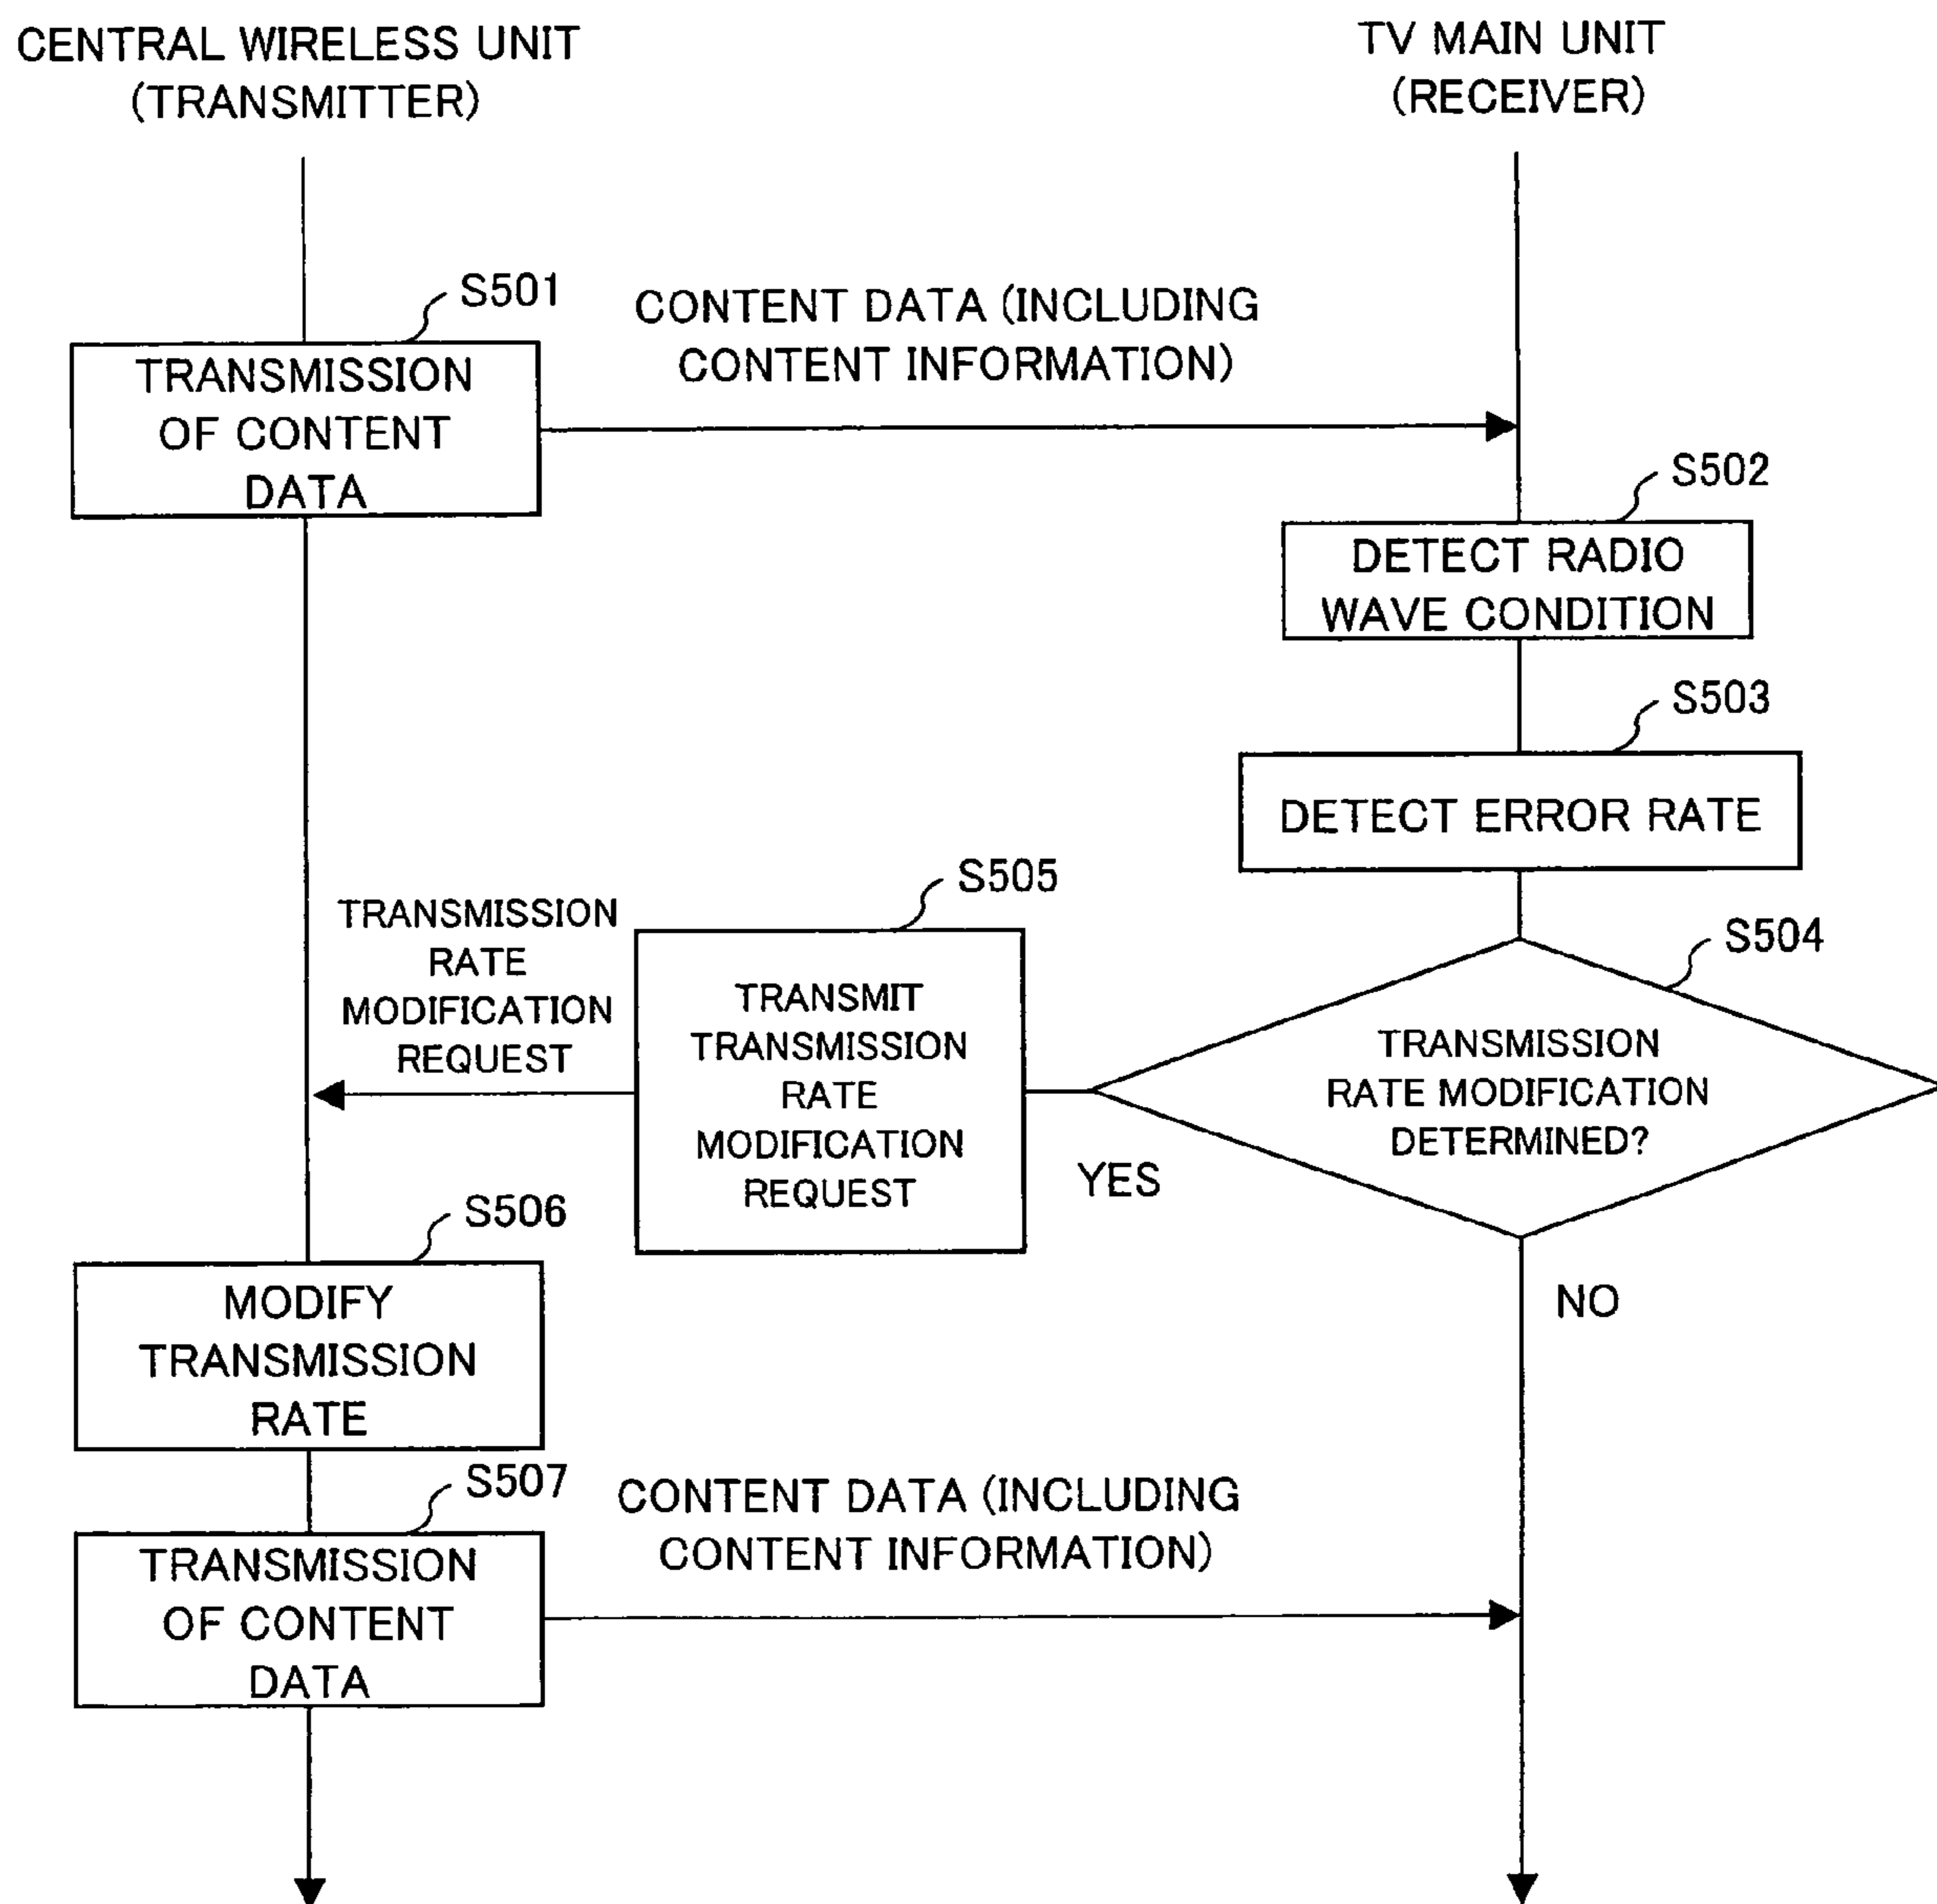 CENTRAL WIRELESS UNIT
(TRANSMITTER)
TV MAIN UNIT
(RECEIVER)
S501
TRANSMISSION
OF CONTENT
DATA
CONTENT DATA (INCLUDING
CONTENT INFORMATION)
S502
DETECT RADIO
WAVE CONDITION
S503
DETECT ERROR RATE
S504
TRANSMISSION
RATE MODIFICATION
DETERMINED?
YES
NO
S505
TRANSMIT
TRANSMISSION
RATE
MODIFICATION
REQUEST
TRANSMISSION
RATE
MODIFICATION
REQUEST
S506
MODIFY
TRANSMISSION
RATE
S507
TRANSMISSION
OF CONTENT
DATA
CONTENT DATA (INCLUDING
CONTENT INFORMATION)